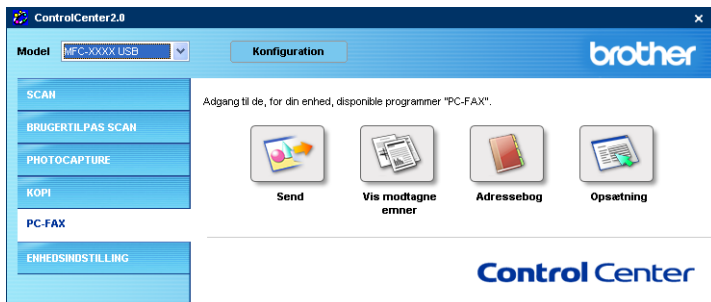 ControlCenter2.0
Model
MFC-XXXX USB
Konfiguration
brother
SCAN
BRUGERTILPAS SCAN
PHOTOCAPTURE
KOPI
PC-FAX
ENHEDSINDSTILLING
Adgang til de, for din enhed, disponible programmer "PC-FAX".
Send
Vis modtagne
emner
Adressebog
Opsætning
Control Center